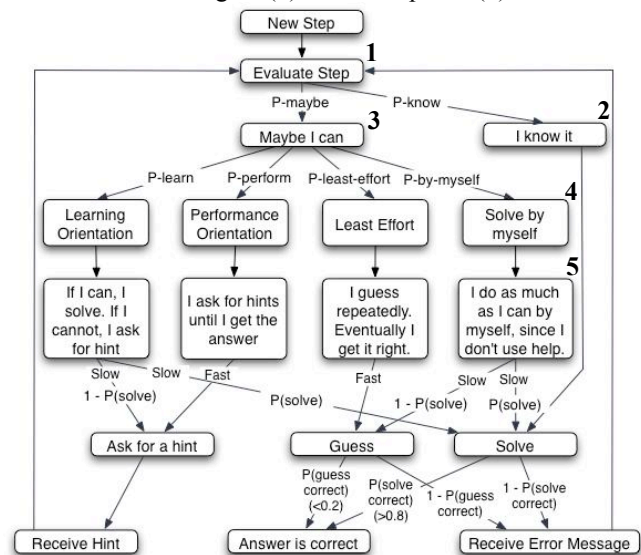 New Step
1
Evaluate Step
P-maybe
P-know
3
2
Maybe I can
I know it
P-learn
P-perform
P-least-effort
P-by-myself
4
Learning
Orientation
Performance
Orientation
Least Effort
Solve by
myself
5
If I can, I
solve. If I
cannot, I ask
for hint
I ask for hints
until I get the
answer
I guess
repeatedly.
Eventually I
get it right.
I do as much
as I can by
myself, since I
don't use help.
Slow
1 - P(solve)
Slow
Fast
P(solve)
Fast
Slow
1 - P(solve)
Slow
P(solve)
Ask for a hint
Guess
Solve
P(guess
correct)
(<0.2)
P(solve
correct)
(>0.8)
1 - P(guess
correct)
1 - P(solve
correct)
Receive Hint
Answer is correct
Receive Error Message